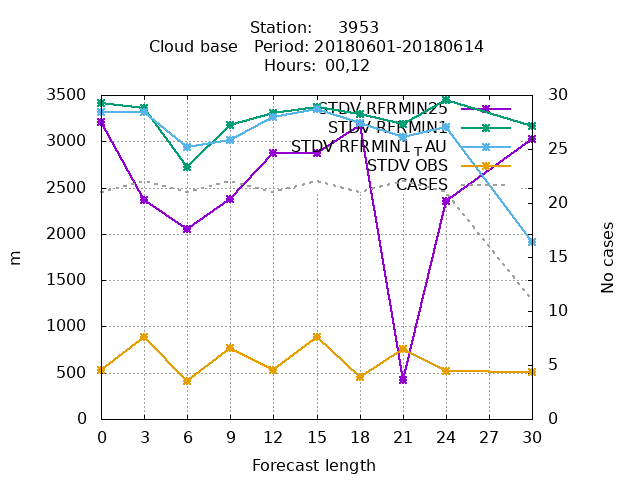 Station: 3953
Cloud base Period: 20180601-20180614
Hours: 00,12
3500
3000
2500
2000
1500
1000
500
0
m
30
25
20
15
10
5
0
No cases
STDV RFRMIN25
STDV RFRMIN1
STDV RFRMIN1_TAU
STDV OBS
CASES
0 3 6 9 12 15 18 21 24 27 30
Forecast length